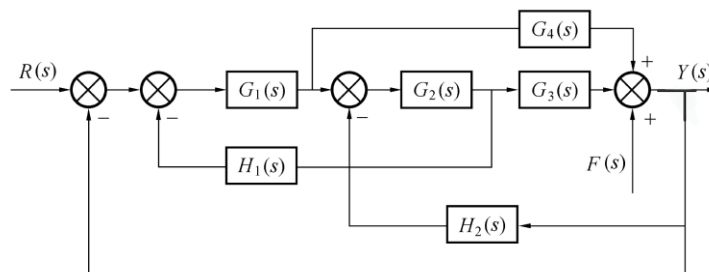 G₄(s)
+
R(s)
G₁(s)
G₂(s)
G₃(s)
Y(s)
−
−
−
+
H₁(s)
F(s)
H₂(s)